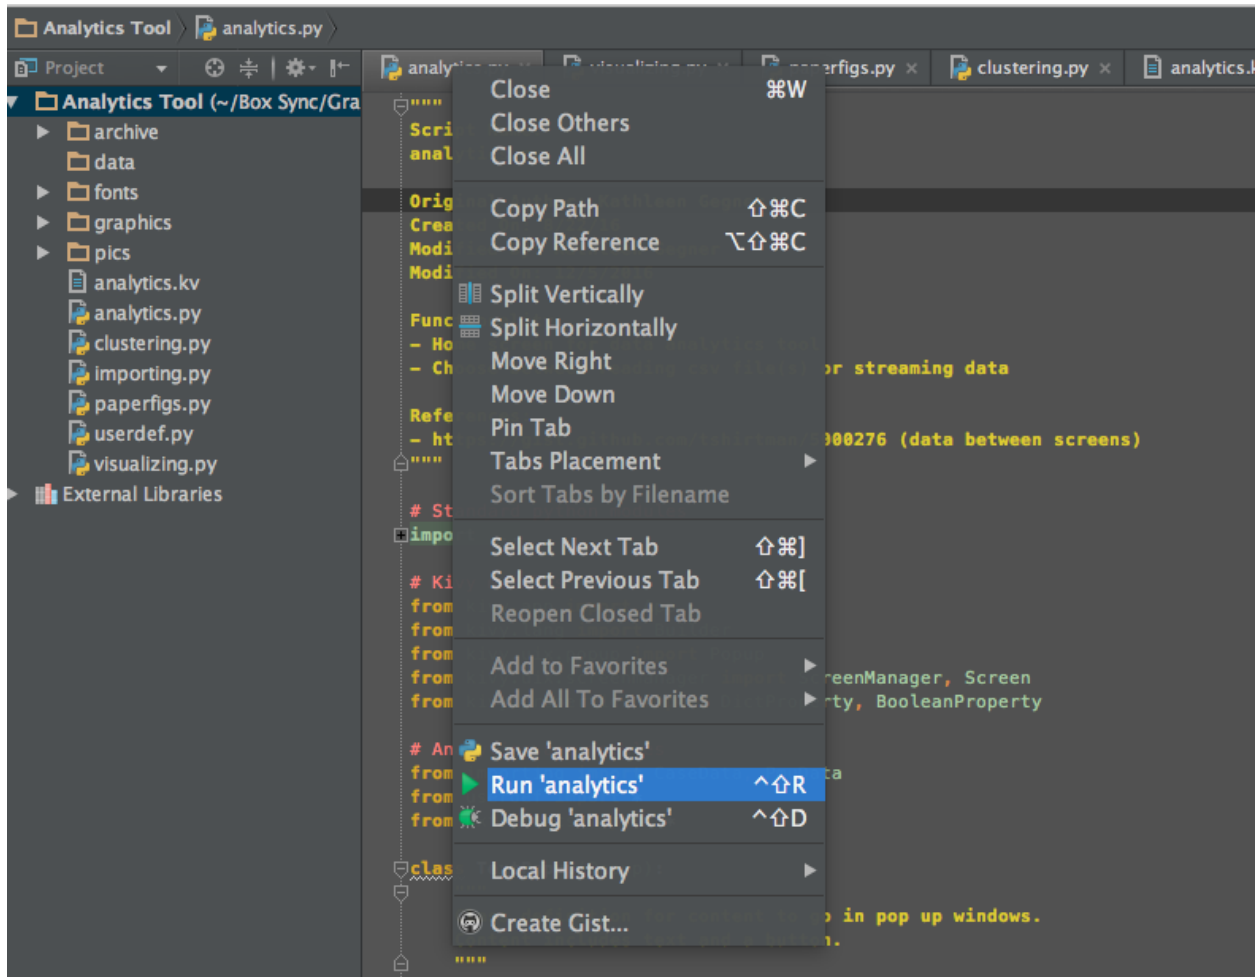 Analytics Tool analytics.py
Project
paperfigs.py × clustering.py × analytics.k
Analytics Tool (~/Box Sync/Gra
archive
data
fonts
graphics
pics
analytics.kv
analytics.py
clustering.py
importing.py
paperfigs.py
userdef.py
visualizing.py
External Libraries
Close ⌘W
Close Others
Close All
Copy Path ⇧⌘C
Copy Reference ⌥⇧⌘C
Split Vertically
Split Horizontally
Move Right
Move Down
Pin Tab
Tabs Placement
Sort Tabs by Filename
Select Next Tab ⇧⌘]
Select Previous Tab ⇧⌘[
Reopen Closed Tab
Add to Favorites
Add All To Favorites
Save 'analytics'
Run 'analytics' ^⇧R
Debug 'analytics' ^⇧D
Local History
Create Gist...
"""
Scri
anal
Orig
Crea
Modi
Modi
Func
- Ho
- Ch or streaming data
Refe
- ht 000276 (data between screens)
"""
# St
impo
# Ki
from
from
from
from reenManager, Screen
from rty, BooleanProperty
# An
from ta
from
from
clas
in pop up windows.
"""